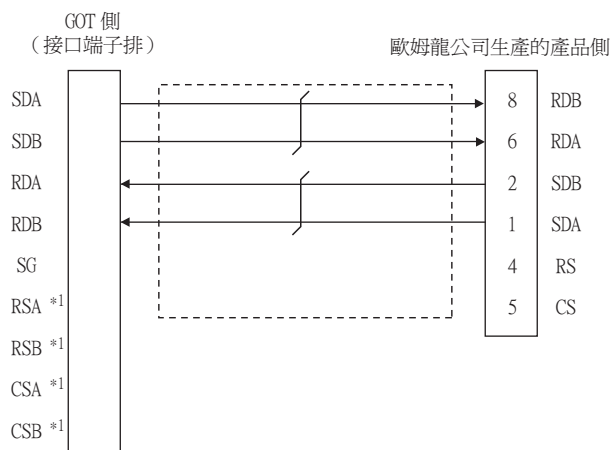 GOT 側
（接口端子排）
歐姆龍公司生產的產品側
SDA 8 RDB
SDB 6 RDA
RDA 2 SDB
RDB 1 SDA
SG 4 RS
RSA *1 5 CS
RSB *1
CSA *1
CSB *1